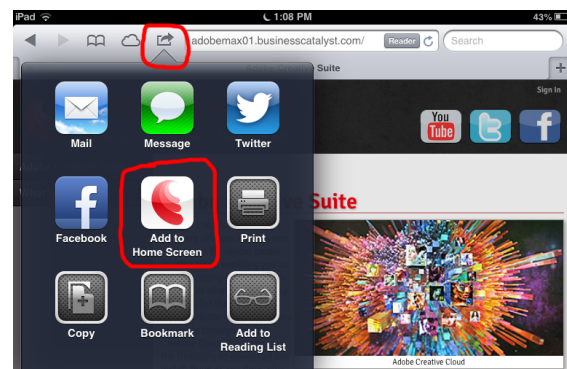 iPad 1:08 PM 43%
adobemax01.businesscatalyst.com/ Reader Search
Suite
Sign In
You
Tube
Mail Message Twitter
Suite
Facebook Add to
Home Screen Print
Copy Bookmark Add to
Reading List
Adobe Creative Cloud